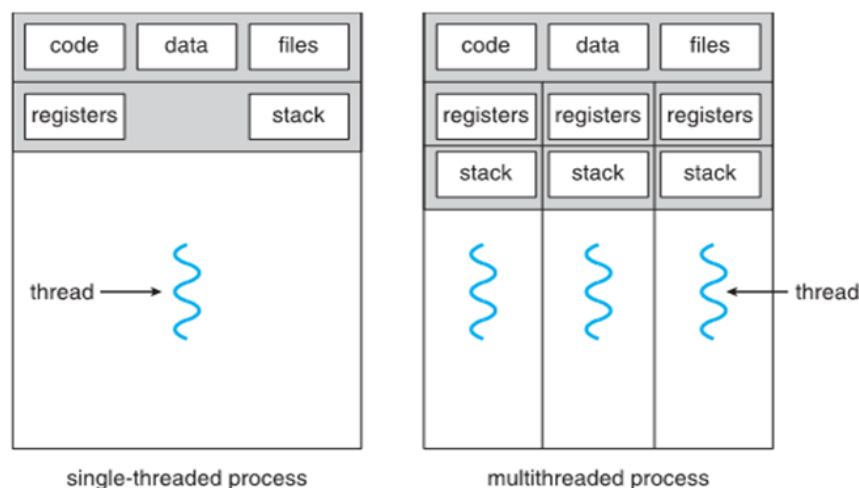 code data files
registers stack
thread
single-threaded process
code data files
registers registers registers
stack stack stack
thread
multithreaded process